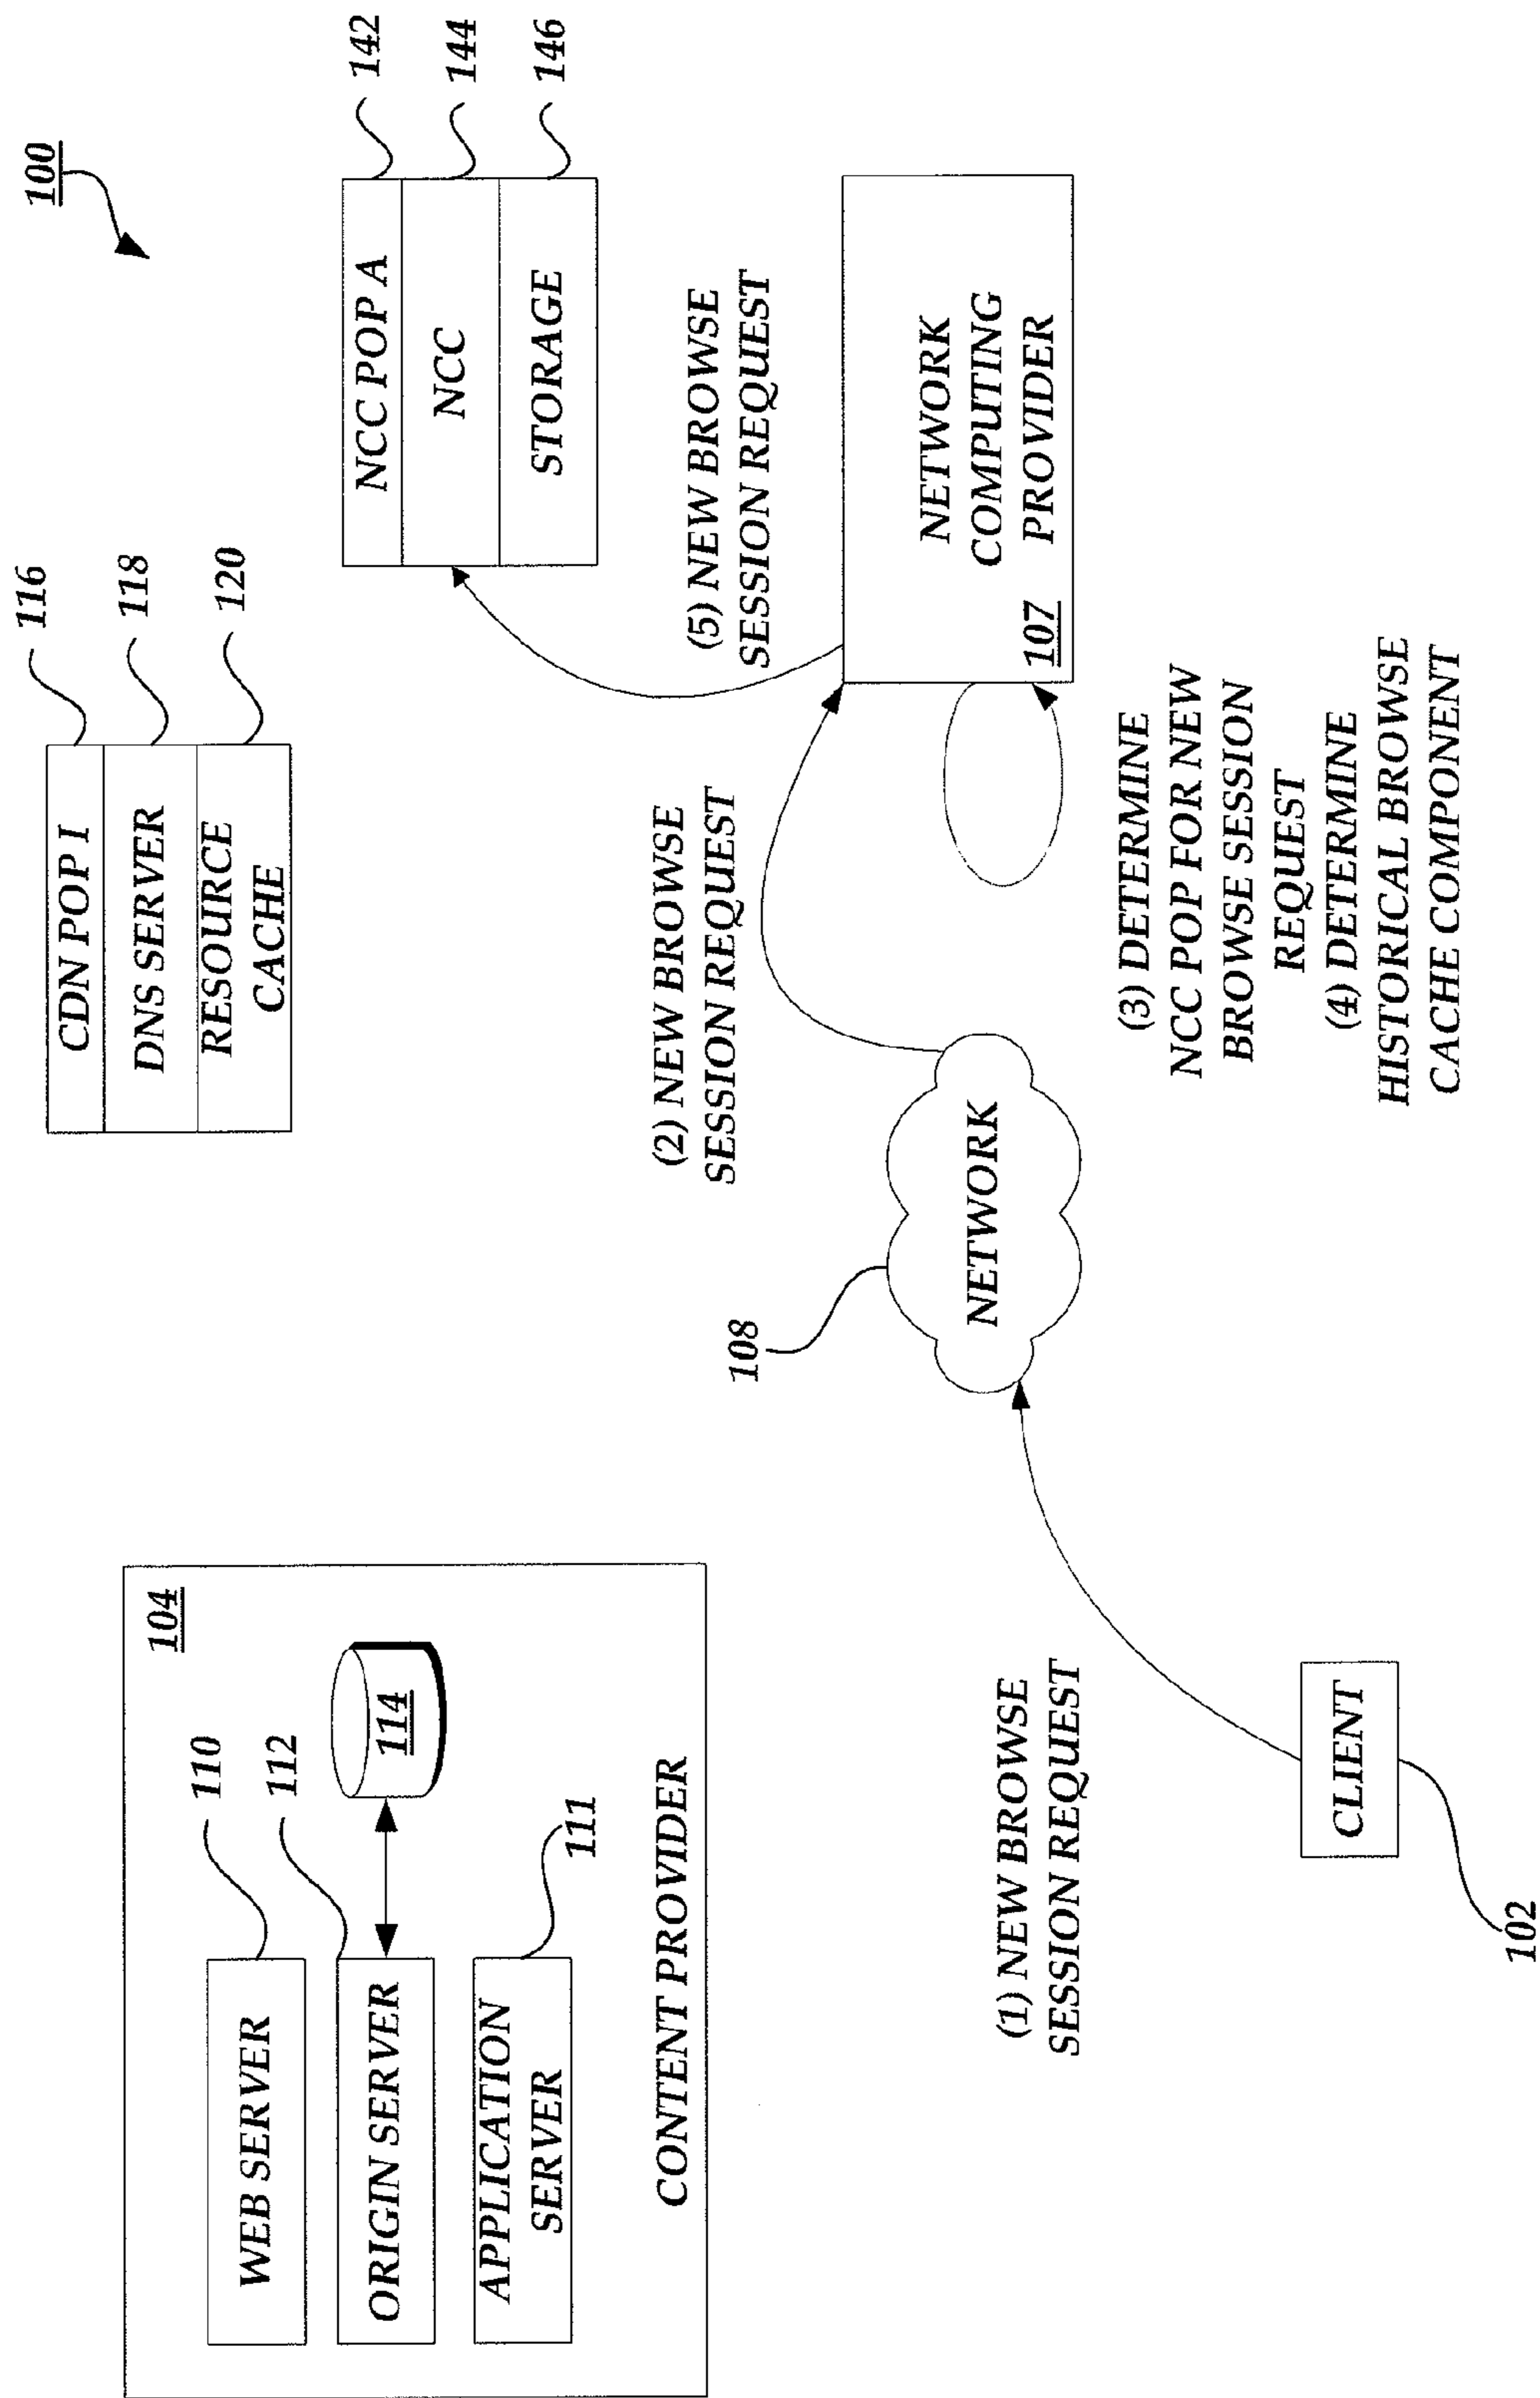 100
104
WEB SERVER
110
ORIGIN SERVER
112
114
APPLICATION
SERVER
111
CONTENT PROVIDER
CDN POP I
116
DNS SERVER
118
RESOURCE
CACHE
120
NCC POP A
142
NCC
144
STORAGE
146
(1) NEW BROWSE
SESSION REQUEST
CLIENT
102
108
NETWORK
(2) NEW BROWSE
SESSION REQUEST
(5) NEW BROWSE
SESSION REQUEST
NETWORK
COMPUTING
PROVIDER
107
(3) DETERMINE
NCC POP FOR NEW
BROWSE SESSION
REQUEST
(4) DETERMINE
HISTORICAL BROWSE
CACHE COMPONENT